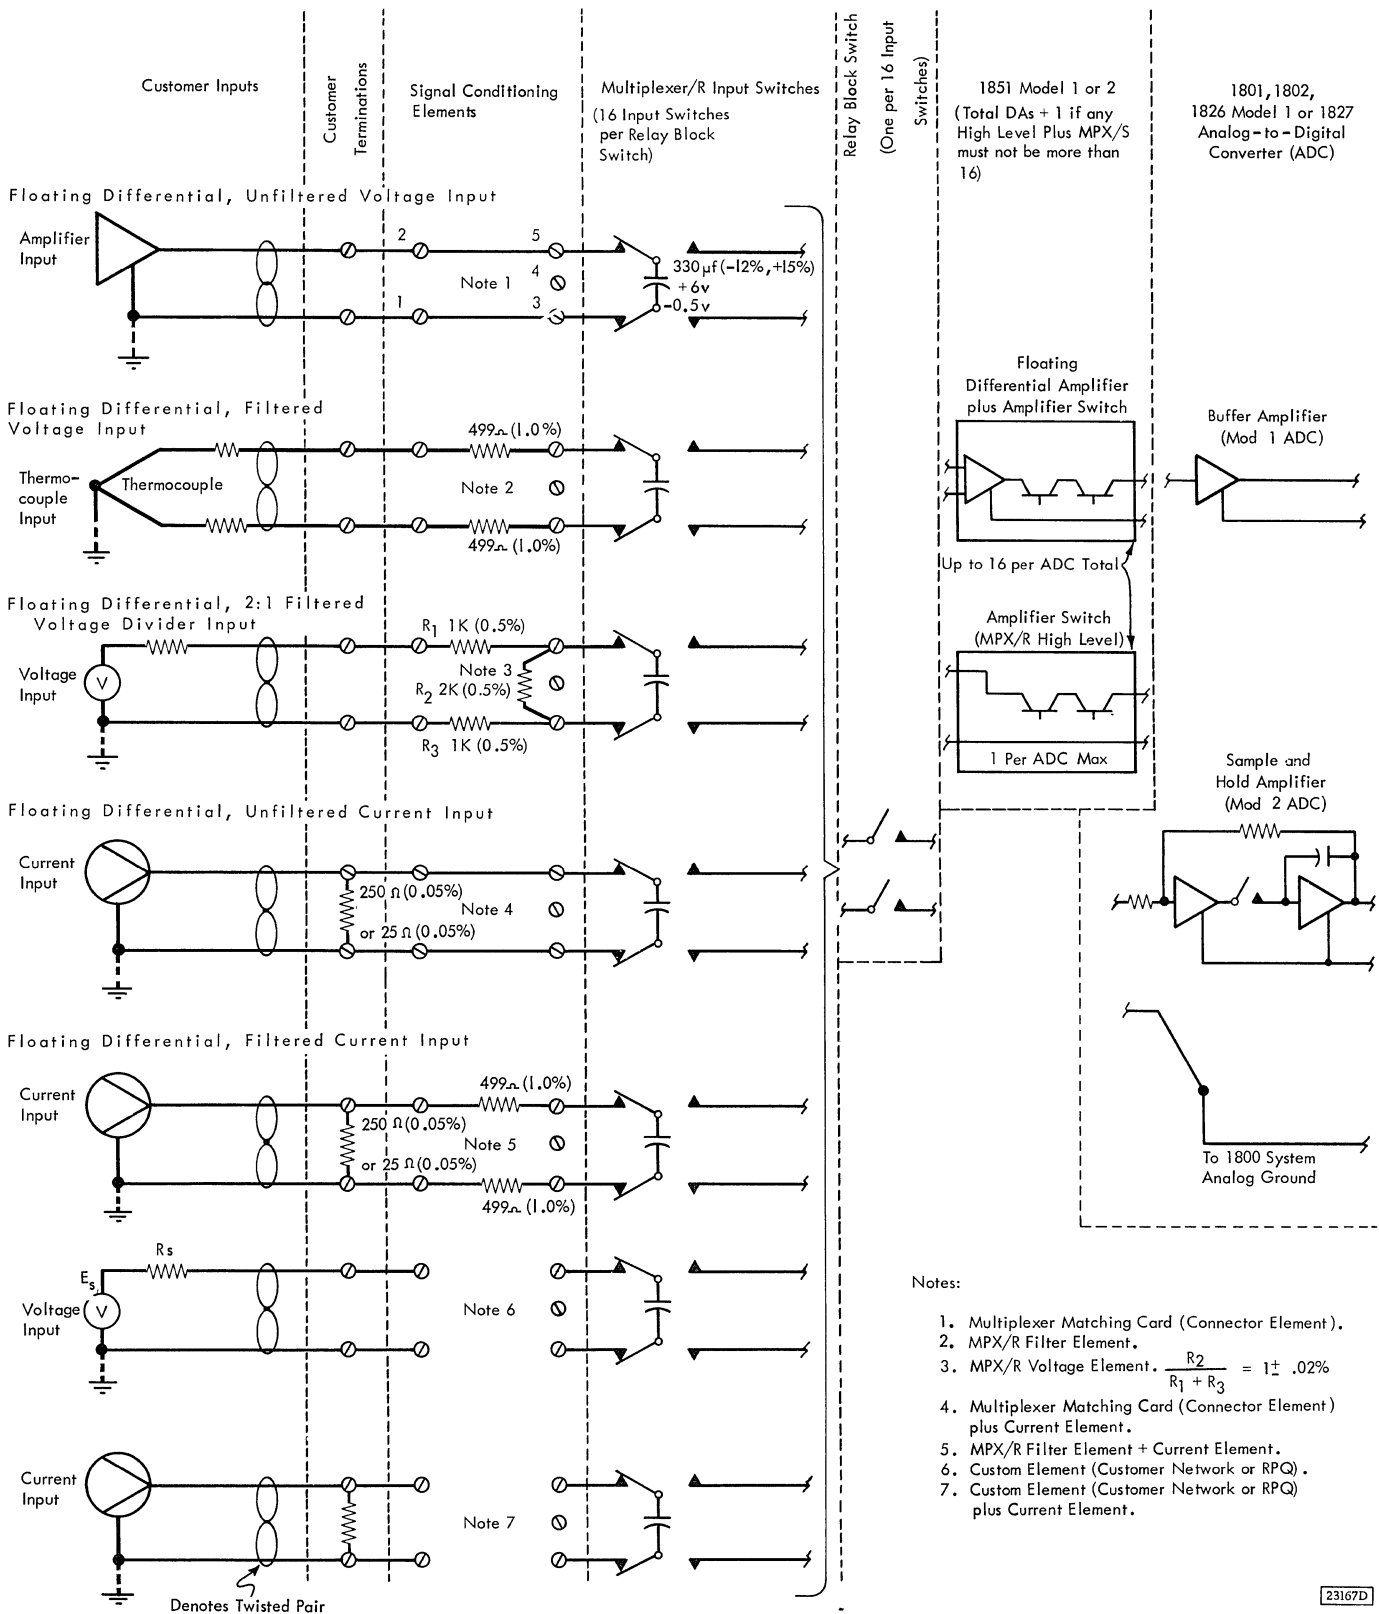 Customer Inputs
Customer
Terminations
Signal Conditioning
Elements
Multiplexer/R Input Switches
(16 Input Switches
per Relay Block
Switch)
Relay Block Switch
(One per 16 Input
Switches)
1851 Model 1 or 2
(Total DAs + 1 if any
High Level Plus MPX/S
must not be more than
16)
1801, 1802,
1826 Model 1 or 1827
Analog-to-Digital
Converter (ADC)
Floating Differential, Unfiltered Voltage Input
Amplifier
Input
2
5
4
Note 1
1
3
330 µf (-12%, +15%)
+6v
-0.5v
Floating Differential, Filtered
Voltage Input
Thermo-
couple
Input
Thermocouple
499Ω (1.0%)
Note 2
499Ω (1.0%)
Floating
Differential Amplifier
plus Amplifier Switch
Buffer Amplifier
(Mod 1 ADC)
Up to 16 per ADC Total
Floating Differential, 2:1 Filtered
Voltage Divider Input
Voltage
Input
V
R1 1K (0.5%)
Note 3
R2 2K (0.5%)
R3 1K (0.5%)
Amplifier Switch
(MPX/R High Level)
1 Per ADC Max
Sample and
Hold Amplifier
(Mod 2 ADC)
Floating Differential, Unfiltered Current Input
Current
Input
250 Ω (0.05%)
Note 4
or 25 Ω (0.05%)
Floating Differential, Filtered Current Input
Current
Input
499Ω (1.0%)
250 Ω (0.05%)
Note 5
or 25 Ω (0.05%)
499Ω (1.0%)
To 1800 System
Analog Ground
Rs
Es
Voltage
Input
V
Note 6
Current
Input
Note 7
Denotes Twisted Pair
Notes:
1. Multiplexer Matching Card (Connector Element).
2. MPX/R Filter Element.
3. MPX/R Voltage Element. R2 / (R1 + R3) = 1± .02%
4. Multiplexer Matching Card (Connector Element)
plus Current Element.
5. MPX/R Filter Element + Current Element.
6. Custom Element (Customer Network or RPQ).
7. Custom Element (Customer Network or RPQ)
plus Current Element.
23167D